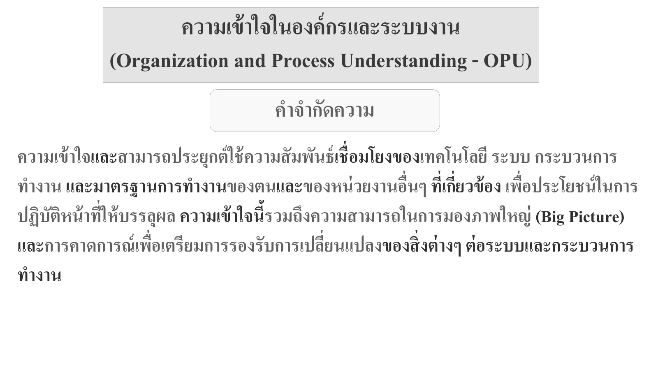 ความเข้าใจในองค์กรและระบบงาน
(Organization and Process Understanding - OPU)
คำจำกัดความ
ความเข้าใจและสามารถประยุกต์ใช้ความสัมพันธ์เชื่อมโยงของเทคโนโลยี ระบบ กระบวนการ
ทำงาน และมาตรฐานการทำงานของตนและของหน่วยงานอื่นๆ ที่เกี่ยวข้อง เพื่อประโยชน์ในการ
ปฏิบัติหน้าที่ให้บรรลุผล ความเข้าใจนี้รวมถึงความสามารถในการมองภาพใหญ่ (Big Picture)
และการคาดการณ์เพื่อเตรียมการรองรับการเปลี่ยนแปลงของสิ่งต่างๆ ต่อระบบและกระบวนการ
ทำงาน